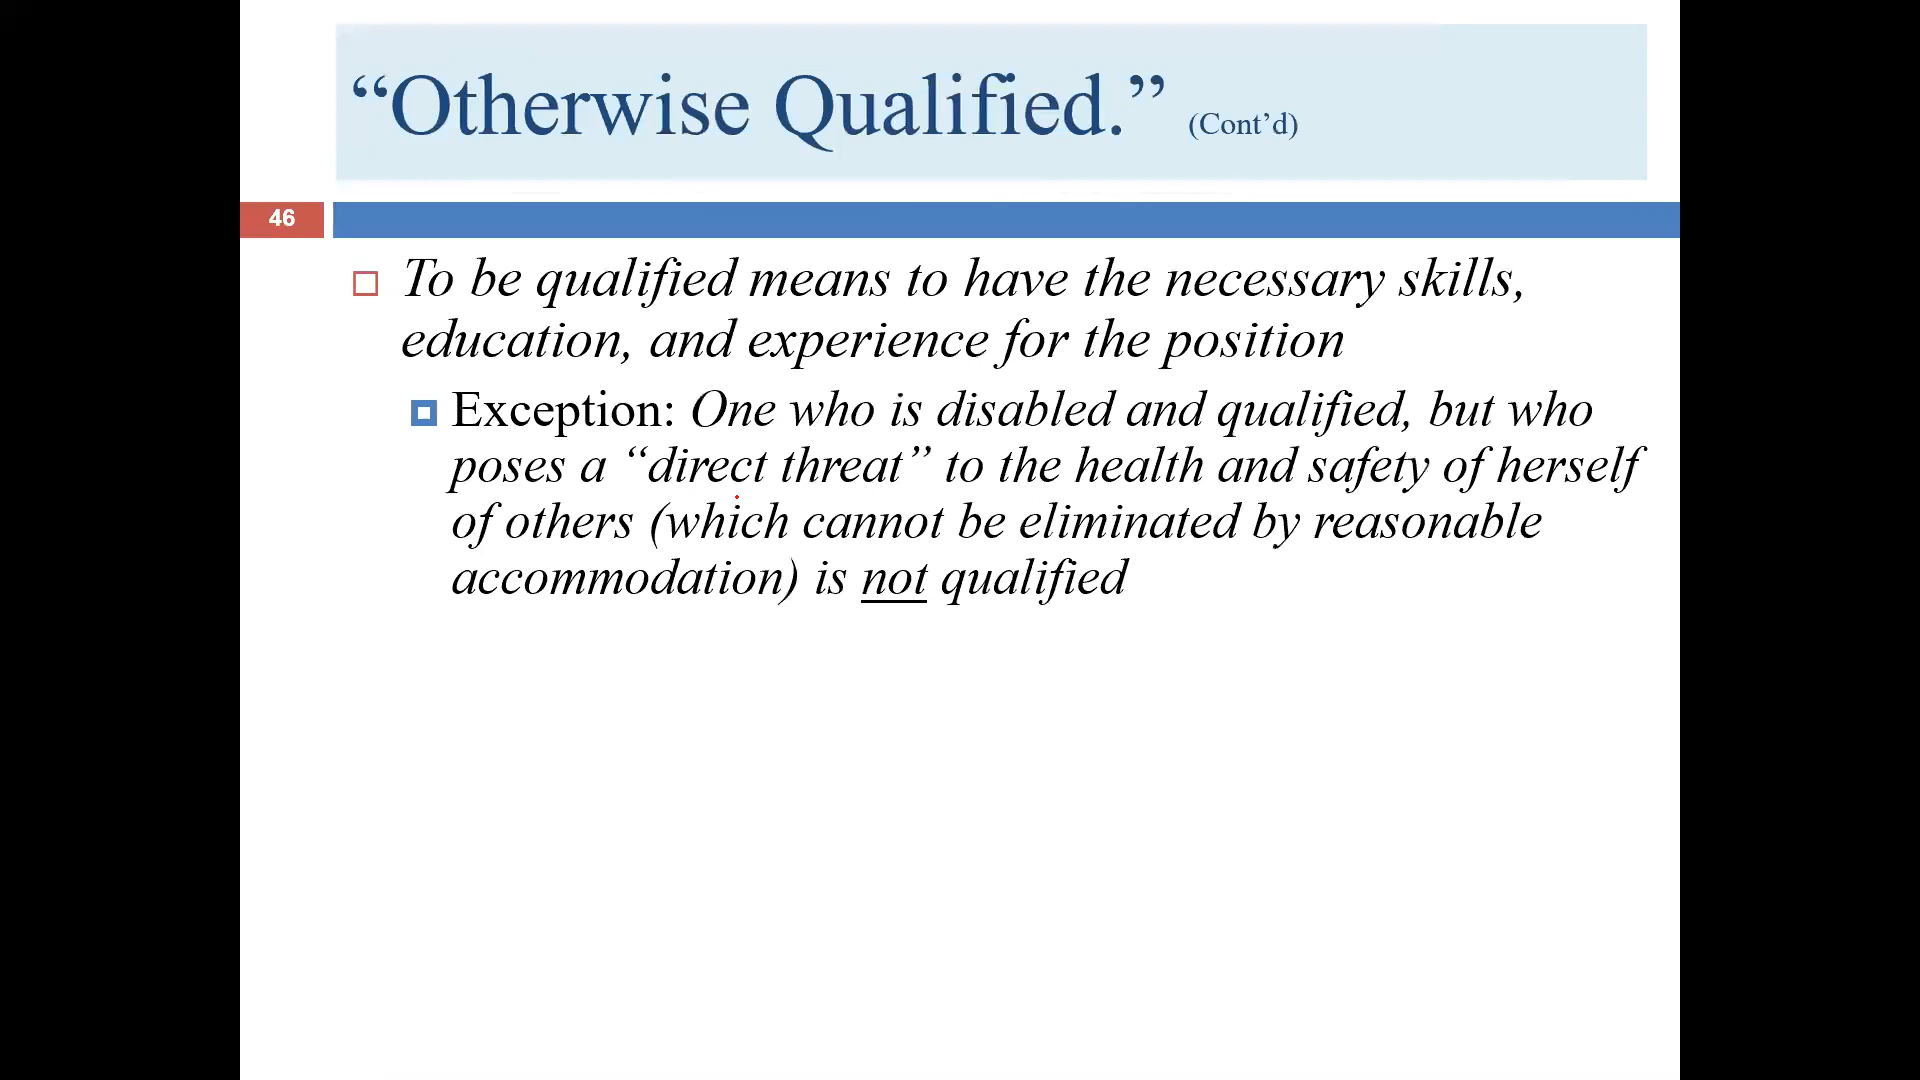 “Otherwise Qualified.” (Cont’d)
46
To be qualified means to have the necessary skills,
education, and experience for the position
Exception: One who is disabled and qualified, but who
poses a “direct threat” to the health and safety of herself
of others (which cannot be eliminated by reasonable
accommodation) is not qualified